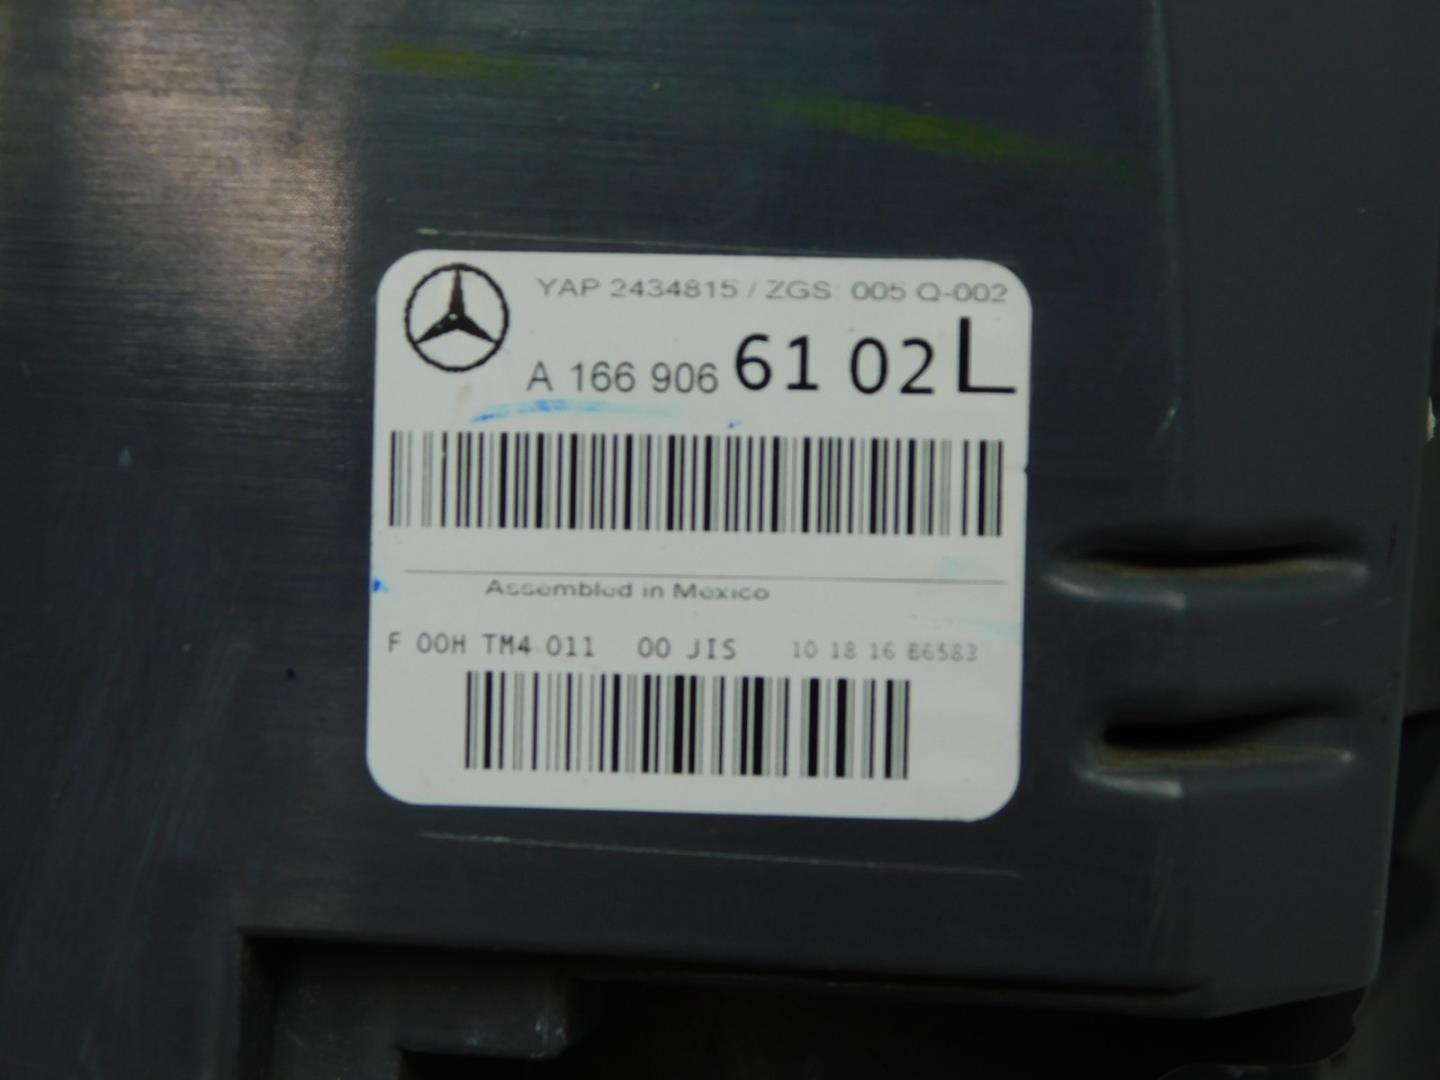 YAP 2434815 / ZGS 005 Q-002
A 166 906 61 02 L
Assembled in Mexico
F 00H TM4 011 00 JIS 10 18 16 B6583